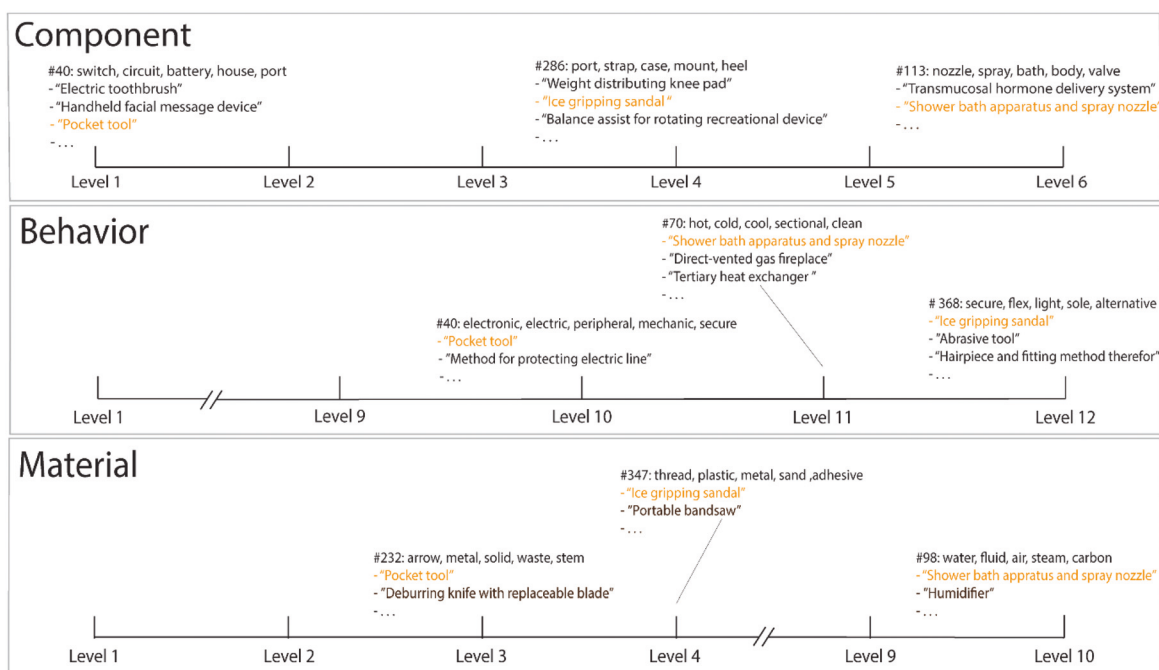 Component
#40: switch, circuit, battery, house, port
- “Electric toothbrush”
- “Handheld facial message device”
- “Pocket tool”
- . . .
#286: port, strap, case, mount, heel
- “Weight distributing knee pad”
- “Ice gripping sandal ”
- “Balance assist for rotating recreational device”
- . . .
#113: nozzle, spray, bath, body, valve
- “Transmucosal hormone delivery system”
- “Shower bath apparatus and spray nozzle”
- . . .
Level 1 Level 2 Level 3 Level 4 Level 5 Level 6
Behavior
#70: hot, cold, cool, sectional, clean
- “Shower bath apparatus and spray nozzle”
- “Direct-vented gas fireplace”
- “Tertiary heat exchanger ”
- . . .
#40: electronic, electric, peripheral, mechanic, secure
- “Pocket tool”
- “Method for protecting electric line”
- . . .
# 368: secure, flex, light, sole, alternative
- “Ice gripping sandal”
- “Abrasive tool”
- “Hairpiece and fitting method therefor”
- . . .
Level 1 Level 9 Level 10 Level 11 Level 12
Material
#347: thread, plastic, metal, sand ,adhesive
- “Ice gripping sandal”
- “Portable bandsaw”
- . . .
#232: arrow, metal, solid, waste, stem
- “Pocket tool”
- “Deburring knife with replaceable blade”
- . . .
#98: water, fluid, air, steam, carbon
- “Shower bath appratus and spray nozzle”
- “Humidifier”
- . . .
Level 1 Level 2 Level 3 Level 4 Level 9 Level 10